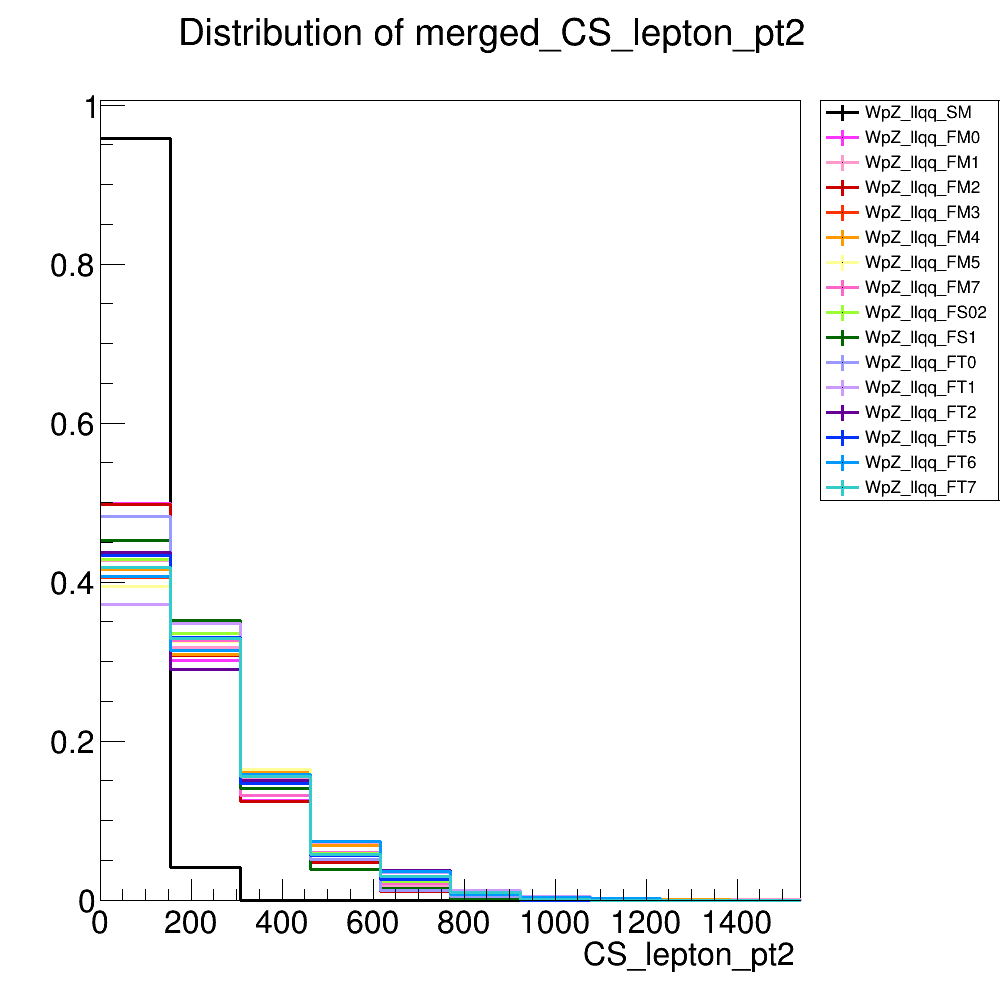 Distribution of merged_CS_lepton_pt2
1
0.8
0.6
0.4
0.2
0
0 200 400 600 800 1000 1200 1400
CS_lepton_pt2
WpZ_llqq_SM
WpZ_llqq_FM0
WpZ_llqq_FM1
WpZ_llqq_FM2
WpZ_llqq_FM3
WpZ_llqq_FM4
WpZ_llqq_FM5
WpZ_llqq_FM7
WpZ_llqq_FS02
WpZ_llqq_FS1
WpZ_llqq_FT0
WpZ_llqq_FT1
WpZ_llqq_FT2
WpZ_llqq_FT5
WpZ_llqq_FT6
WpZ_llqq_FT7